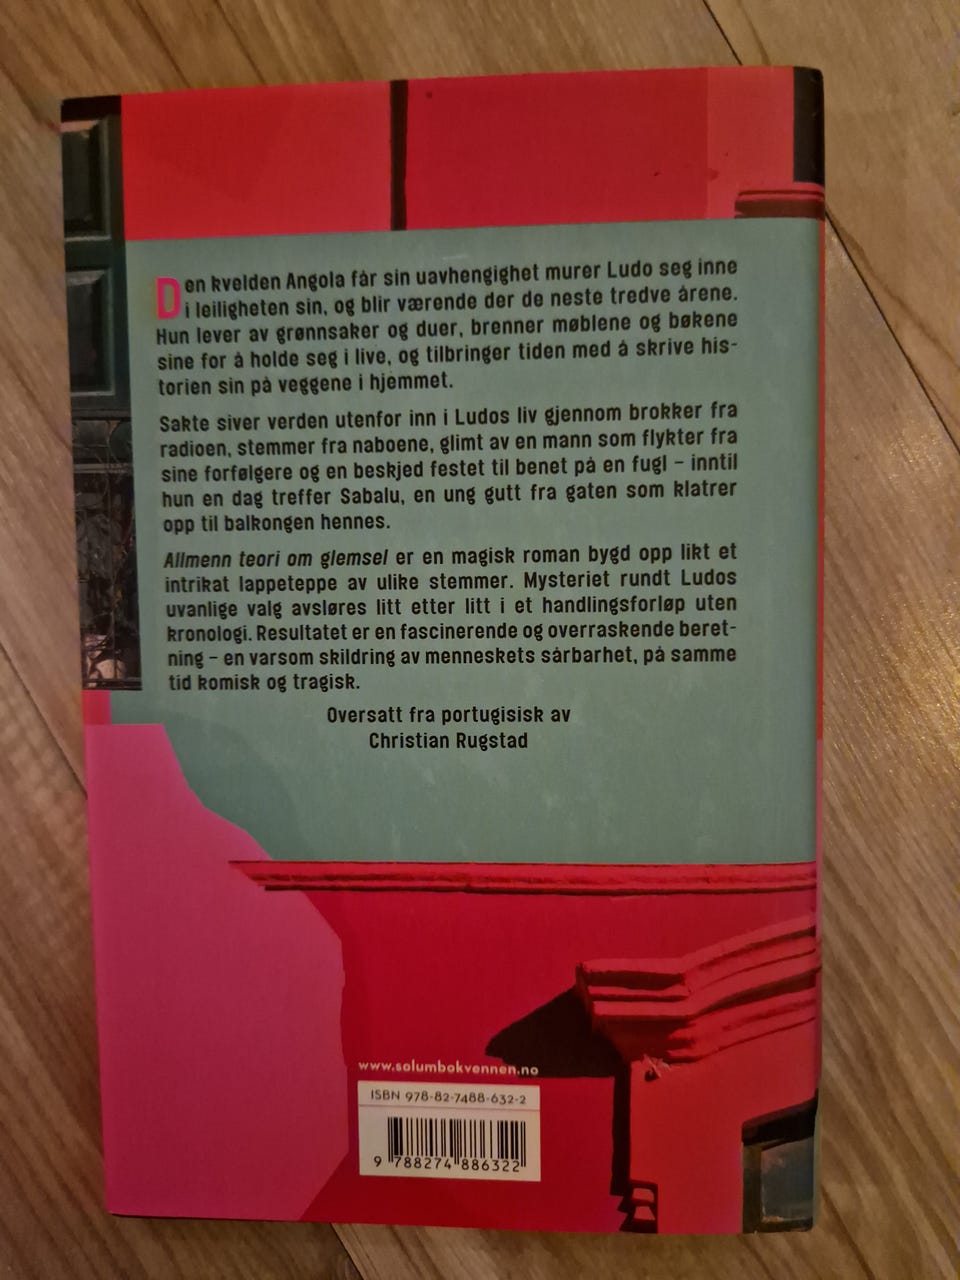 Den kvelden Angola får sin uavhengighet murer Ludo seg inne
i leiligheten sin, og blir værende der de neste tredve årene.
Hun lever av grønnsaker og duer, brenner møblene og bøkene
sine for å holde seg i live, og tilbringer tiden med å skrive his-
torien sin på veggene i hjemmet.
Sakte siver verden utenfor inn i Ludos liv gjennom brokker fra
radioen, stemmer fra naboene, glimt av en mann som flykter fra
sine forfølgere og en beskjed festet til benet på en fugl – inntil
hun en dag treffer Sabalu, en ung gutt fra gaten som klatrer
opp til balkongen hennes.
Allmenn teori om glemsel er en magisk roman bygd opp likt et
intrikat lappeteppe av ulike stemmer. Mysteriet rundt Ludos
uvanlige valg avsløres litt etter litt i et handlingsforløp uten
kronologi. Resultatet er en fascinerende og overraskende beret-
ning – en varsom skildring av menneskets sårbarhet, på samme
tid komisk og tragisk.
Oversatt fra portugisisk av
Christian Rugstad
www.solumbokvennen.no
ISBN 978-82-7488-632-2
9 788274 886322